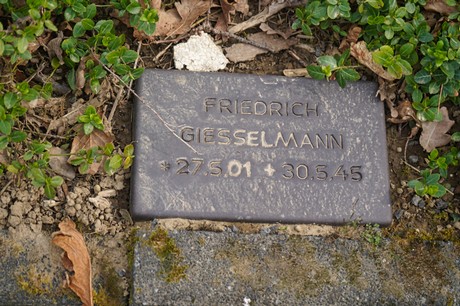 FRIEDRICH
GIESSELMANN
* 27.5.01 + 30.5.45